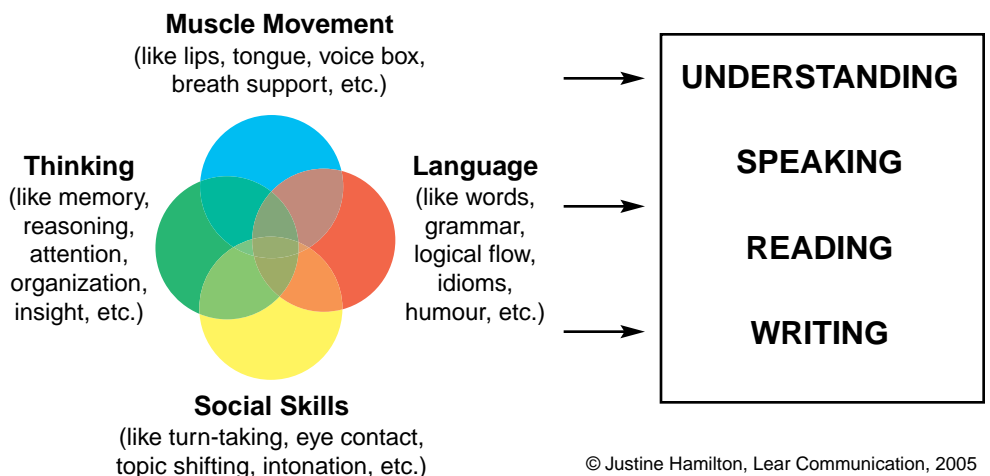 Muscle Movement
(like lips, tongue, voice box,
breath support, etc.)
Thinking
(like memory,
reasoning,
attention,
organization,
insight, etc.)
Language
(like words,
grammar,
logical flow,
idioms,
humour, etc.)
Social Skills
(like turn-taking, eye contact,
topic shifting, intonation, etc.)
UNDERSTANDING
SPEAKING
READING
WRITING
© Justine Hamilton, Lear Communication, 2005